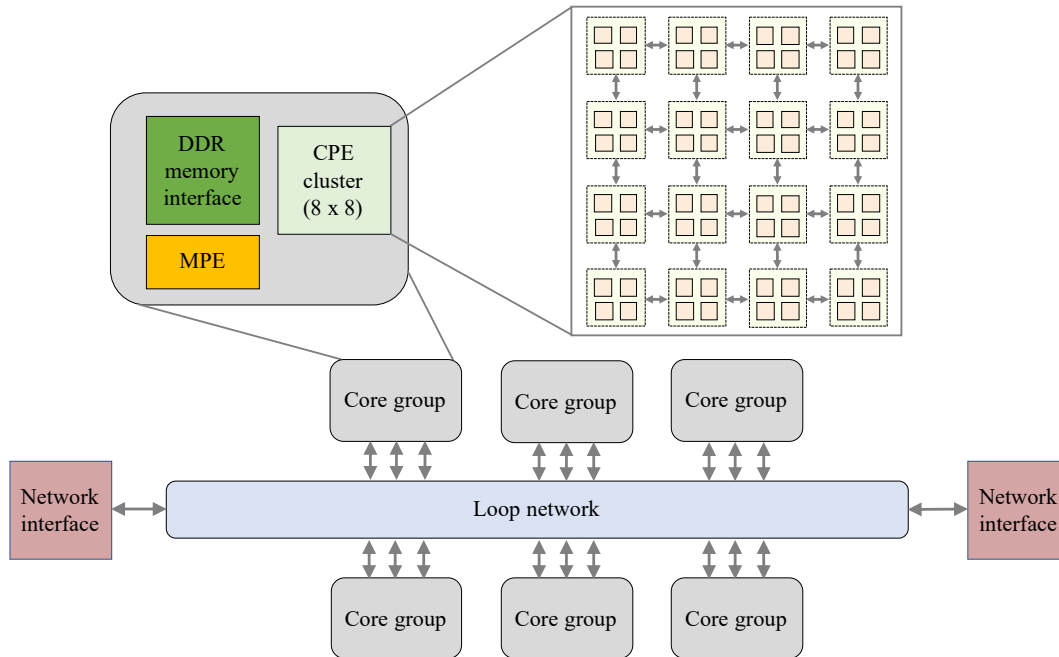 DDR
memory
interface
CPE
cluster
(8 x 8)
MPE
Core group
Core group
Core group
Network
interface
Loop network
Network
interface
Core group
Core group
Core group